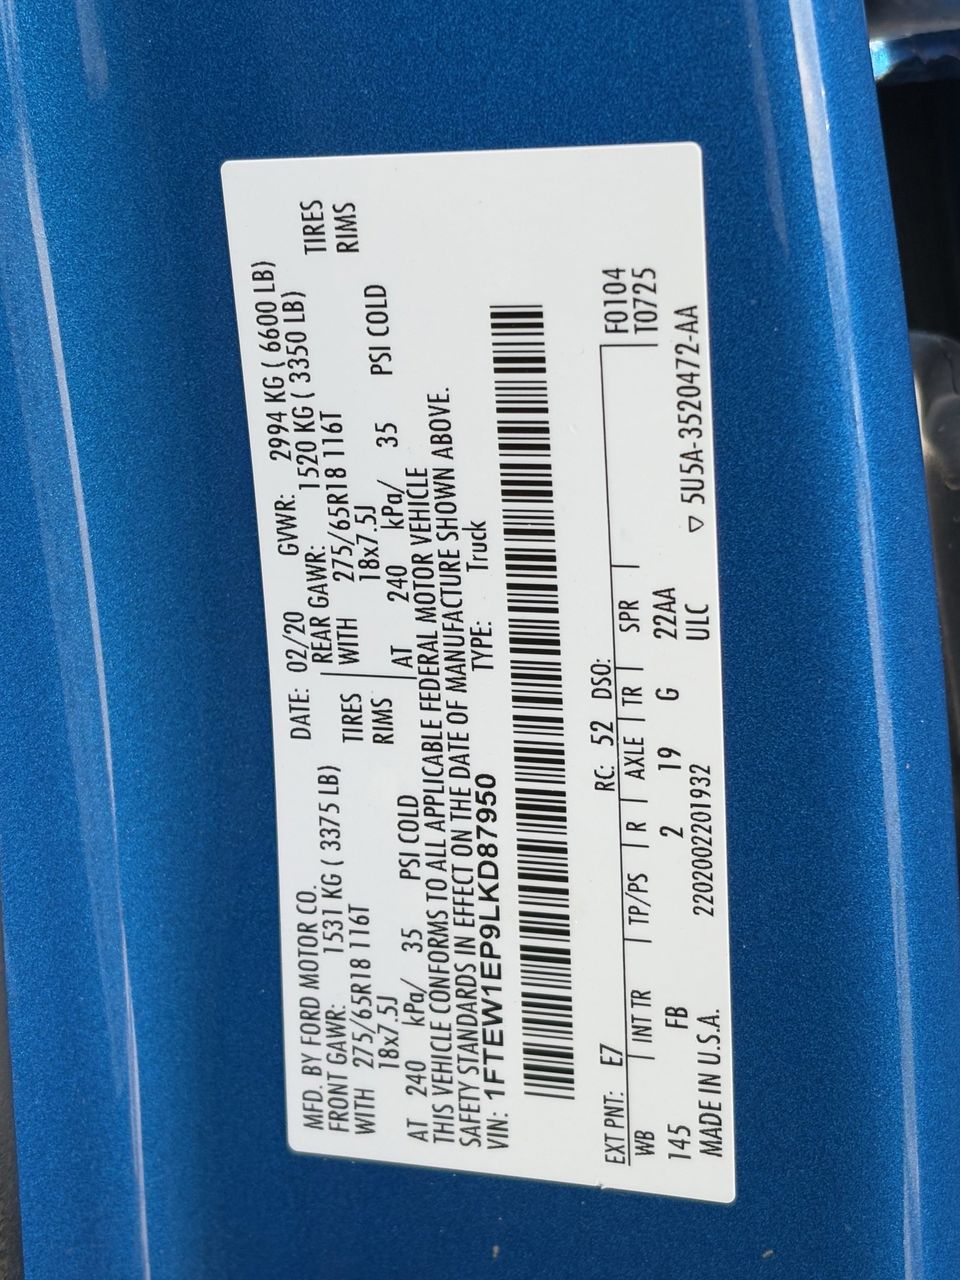 MFD. BY FORD MOTOR CO. DATE: 02/20 GVWR: 2994 KG ( 6600 LB)
FRONT GAWR: 1531 KG ( 3375 LB) REAR GAWR: 1520 KG ( 3350 LB)
WITH 275/65R18 116T TIRES WITH 275/65R18 116T TIRES
18x7.5J RIMS 18x7.5J RIMS
AT 240 kPa/ 35 PSI COLD AT 240 kPa/ 35 PSI COLD
THIS VEHICLE CONFORMS TO ALL APPLICABLE FEDERAL MOTOR VEHICLE
SAFETY STANDARDS IN EFFECT ON THE DATE OF MANUFACTURE SHOWN ABOVE.
VIN: 1FTEW1EP9LKD87950 TYPE: Truck
EXT PNT: E7 RC: 52 DSO: F0104
WB INT TR TP/PS R AXLE TR SPR T0725
145 FB 2 19 G 22AA
MADE IN U.S.A. 2202002201932 ULC ▽ 5U5A-3520472-AA